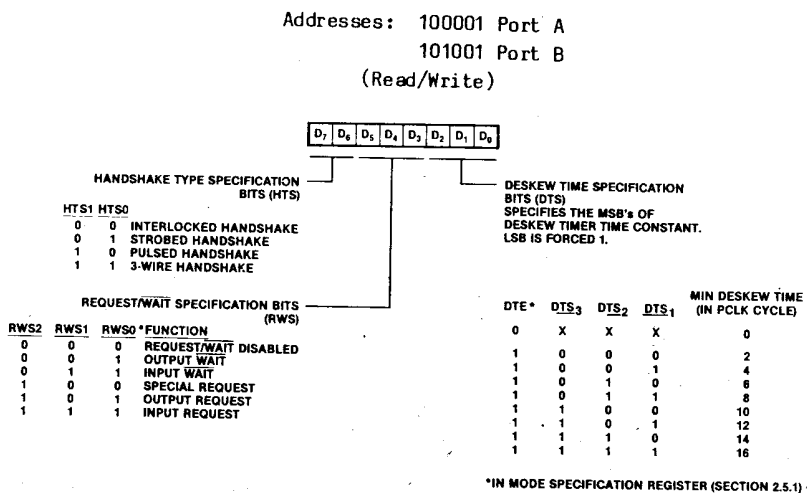 Addresses: 100001 Port A
101001 Port B
(Read/Write)
D7 D6 D5 D4 D3 D2 D1 D0
HANDSHAKE TYPE SPECIFICATION
BITS (HTS)
HTS1 HTS0
0 0 INTERLOCKED HANDSHAKE
0 1 STROBED HANDSHAKE
1 0 PULSED HANDSHAKE
1 1 3-WIRE HANDSHAKE
REQUEST/WAIT SPECIFICATION BITS
(RWS)
RWS2 RWS1 RWS0 *FUNCTION
0 0 0 REQUEST/WAIT DISABLED
0 0 1 OUTPUT WAIT
0 1 1 INPUT WAIT
1 0 0 SPECIAL REQUEST
1 0 1 OUTPUT REQUEST
1 1 1 INPUT REQUEST
DESKEW TIME SPECIFICATION
BITS (DTS)
SPECIFIES THE MSB's OF
DESKEW TIMER TIME CONSTANT.
LSB IS FORCED 1.
DTE* DTS3 DTS2 DTS1 MIN DESKEW TIME
(IN PCLK CYCLE)
0 X X X 0
1 0 0 0 2
1 0 0 1 4
1 0 1 0 6
1 0 1 1 8
1 1 0 0 10
1 1 0 1 12
1 1 1 0 14
1 1 1 1 16
*IN MODE SPECIFICATION REGISTER (SECTION 2.5.1)